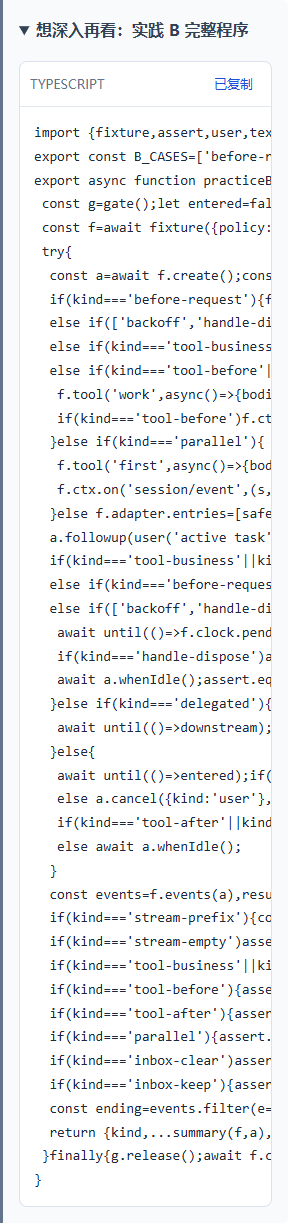 ▼ 想深入再看：实践 B 完整程序
TYPESCRIPT
已复制
import {fixture,assert,user,tex
export const B_CASES=['before-r
export async function practiceB
const g=gate();let entered=fal
const f=await fixture({policy:
try{
const a=await f.create();cons
if(kind==='before-request'){f
else if(['backoff','handle-di
else if(kind==='tool-business
else if(kind==='tool-before'|
f.tool('work',async()=>{bodi
if(kind==='tool-before')f.ct
}else if(kind==='parallel'){
f.tool('first',async()=>{bod
f.ctx.on('session/event',(s,
}else f.adapter.entries=[safe
a.followup(user('active task'
if(kind==='tool-business'||ki
else if(kind==='before-reques
else if(['backoff','handle-di
await until(()=>f.clock.pend
if(kind==='handle-dispose')a
await a.whenIdle();assert.eq
}else if(kind==='delegated'){
await until(()=>downstream);
}else{
await until(()=>entered);if(
else a.cancel({kind:'user'},
if(kind==='tool-after'||kind
else await a.whenIdle();
}
const events=f.events(a),resu
if(kind==='stream-prefix'){co
if(kind==='stream-empty')asse
if(kind==='tool-business'||ki
if(kind==='tool-before'){asse
if(kind==='tool-after'){asser
if(kind==='parallel'){assert.
if(kind==='inbox-clear')asser
if(kind==='inbox-keep'){asser
const ending=events.filter(e=
return {kind,...summary(f,a),
}finally{g.release();await f.c
}